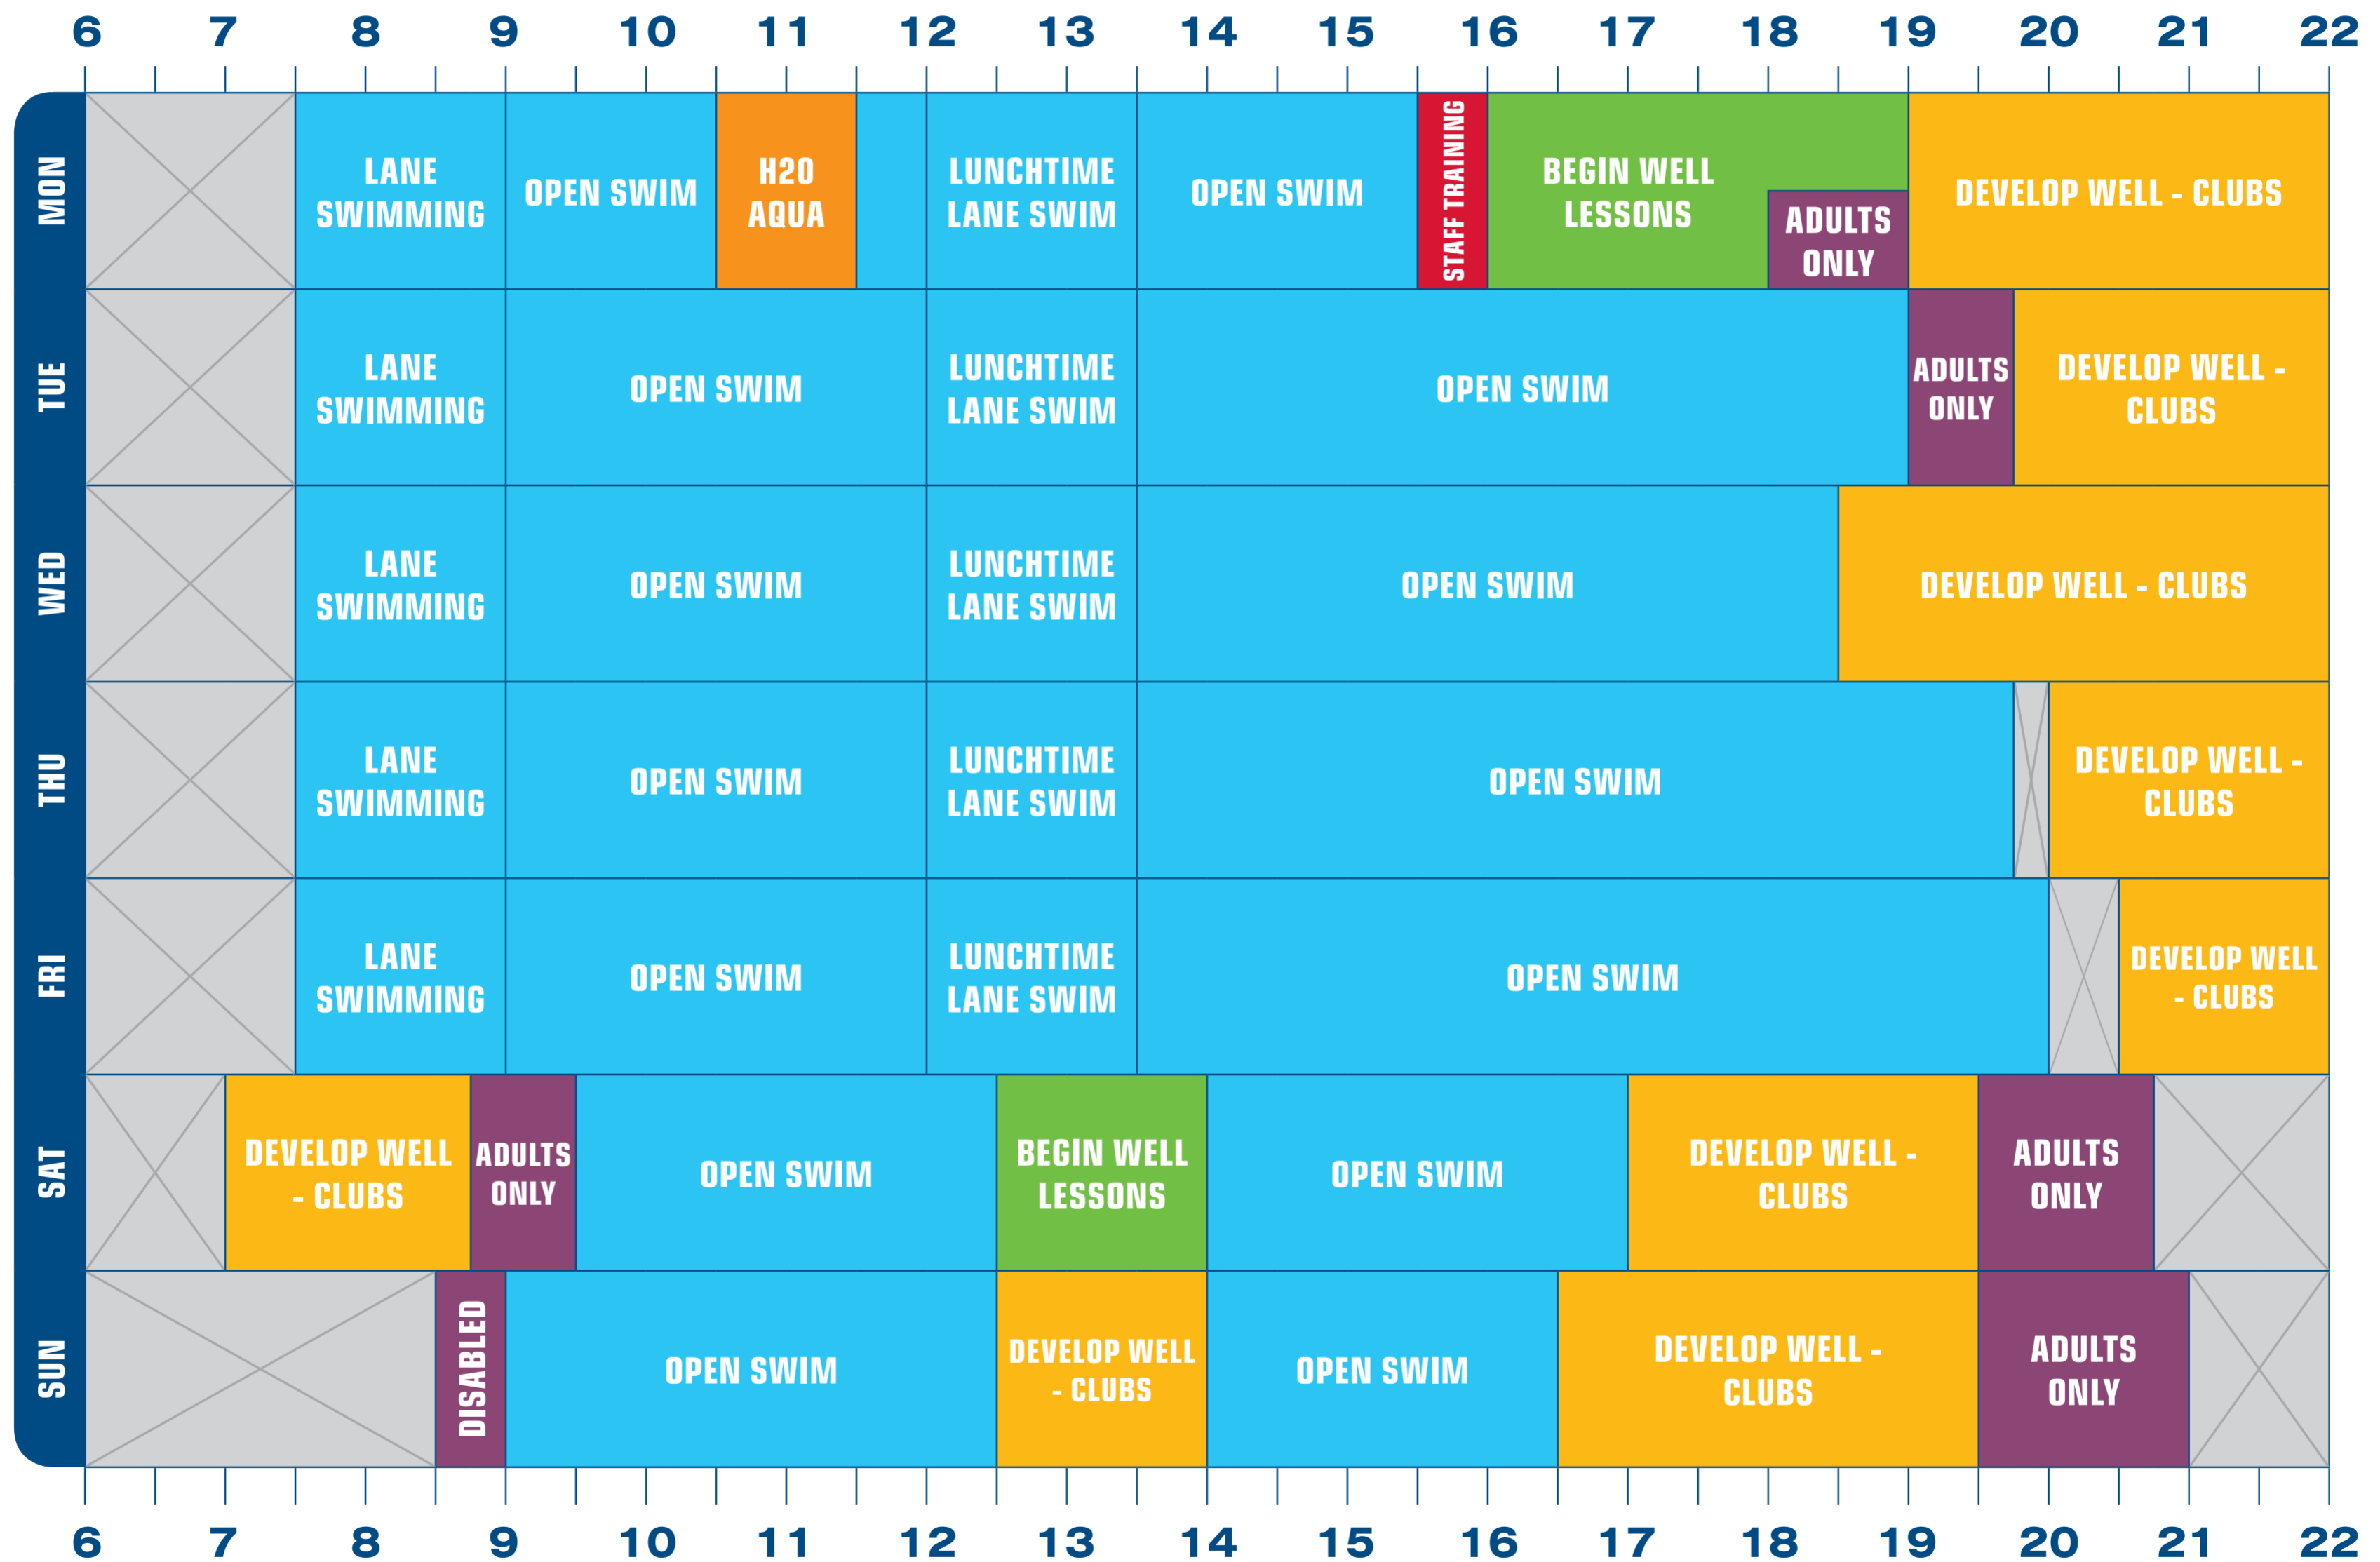 6 7 8 9 10 11 12 13 14 15 16 17 18 19 20 21 22
MON
LANE
SWIMMING
OPEN SWIM
H20
AQUA
LUNCHTIME
LANE SWIM
OPEN SWIM
STAFF TRAINING
BEGIN WELL
LESSONS
ADULTS
ONLY
DEVELOP WELL - CLUBS
TUE
LANE
SWIMMING
OPEN SWIM
LUNCHTIME
LANE SWIM
OPEN SWIM
ADULTS
ONLY
DEVELOP WELL -
CLUBS
WED
LANE
SWIMMING
OPEN SWIM
LUNCHTIME
LANE SWIM
OPEN SWIM
DEVELOP WELL - CLUBS
THU
LANE
SWIMMING
OPEN SWIM
LUNCHTIME
LANE SWIM
OPEN SWIM
DEVELOP WELL -
CLUBS
FRI
LANE
SWIMMING
OPEN SWIM
LUNCHTIME
LANE SWIM
OPEN SWIM
DEVELOP WELL
- CLUBS
SAT
DEVELOP WELL
- CLUBS
ADULTS
ONLY
OPEN SWIM
BEGIN WELL
LESSONS
OPEN SWIM
DEVELOP WELL -
CLUBS
ADULTS
ONLY
SUN
DISABLED
OPEN SWIM
DEVELOP WELL
- CLUBS
OPEN SWIM
DEVELOP WELL -
CLUBS
ADULTS
ONLY
6 7 8 9 10 11 12 13 14 15 16 17 18 19 20 21 22